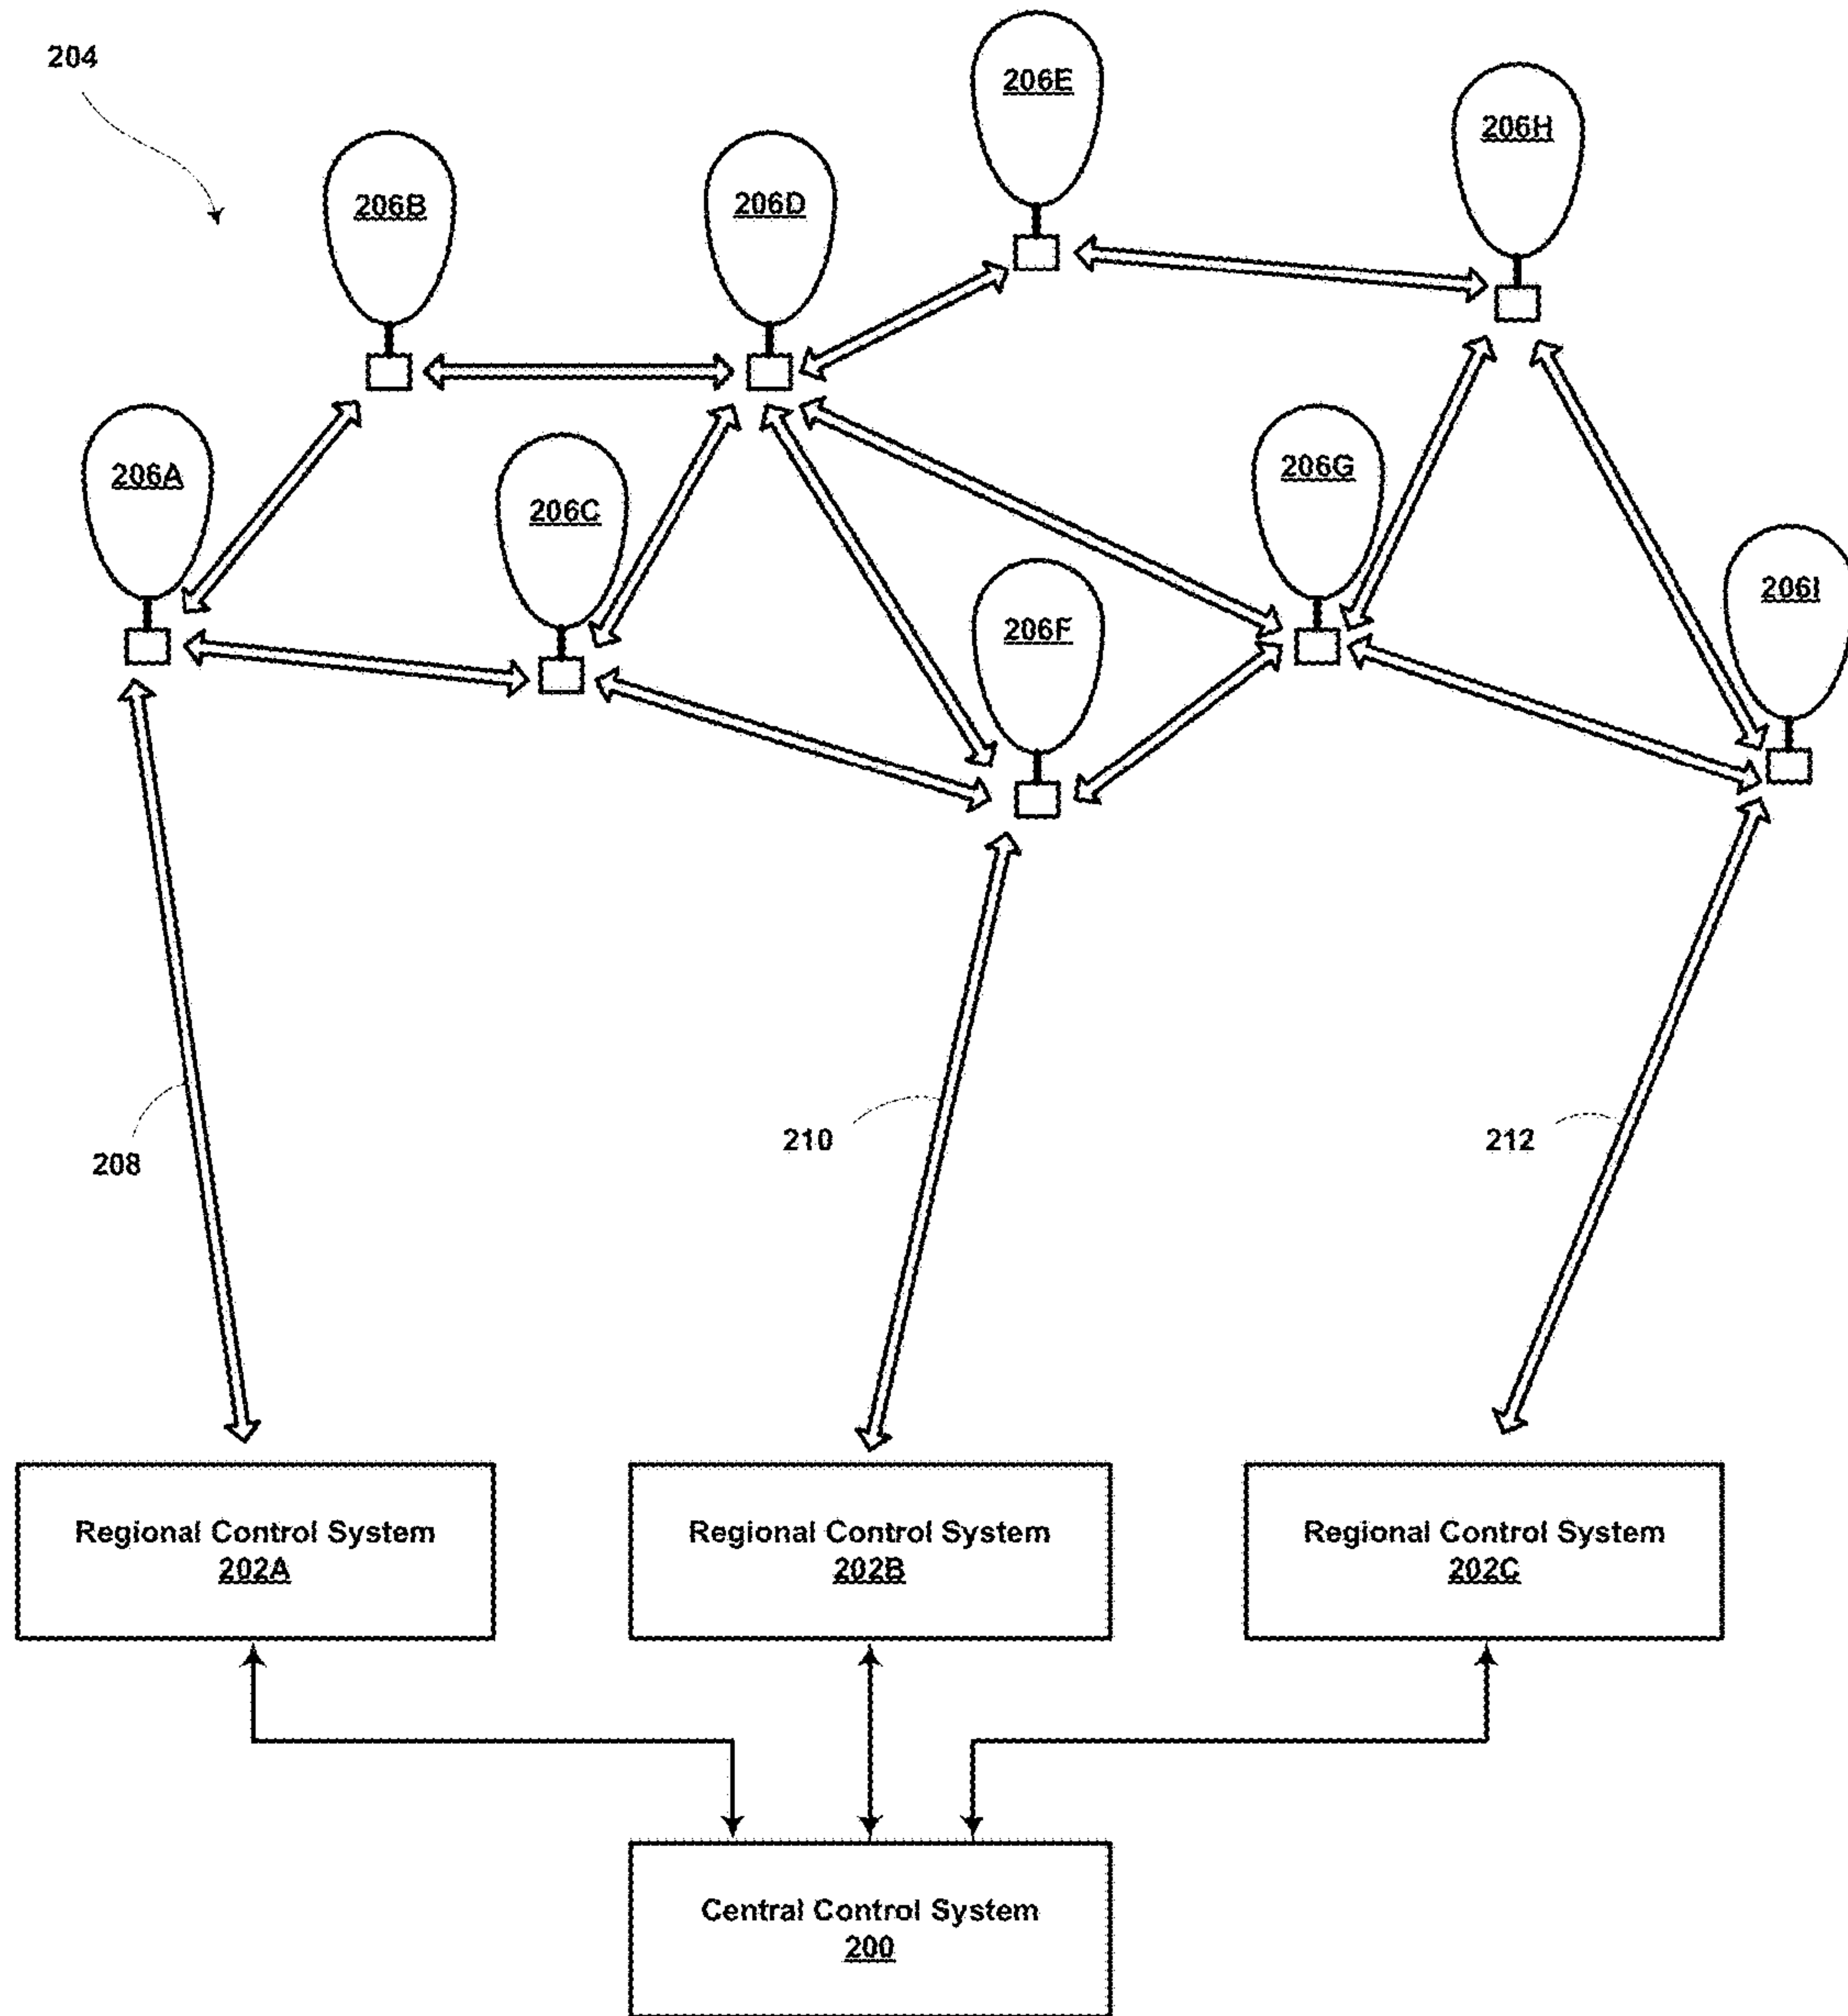 204
206E
206H
206B
206D
206A
206C
206G
206F
206I
208
210
212
Regional Control System
202A
Regional Control System
202B
Regional Control System
202C
Central Control System
200